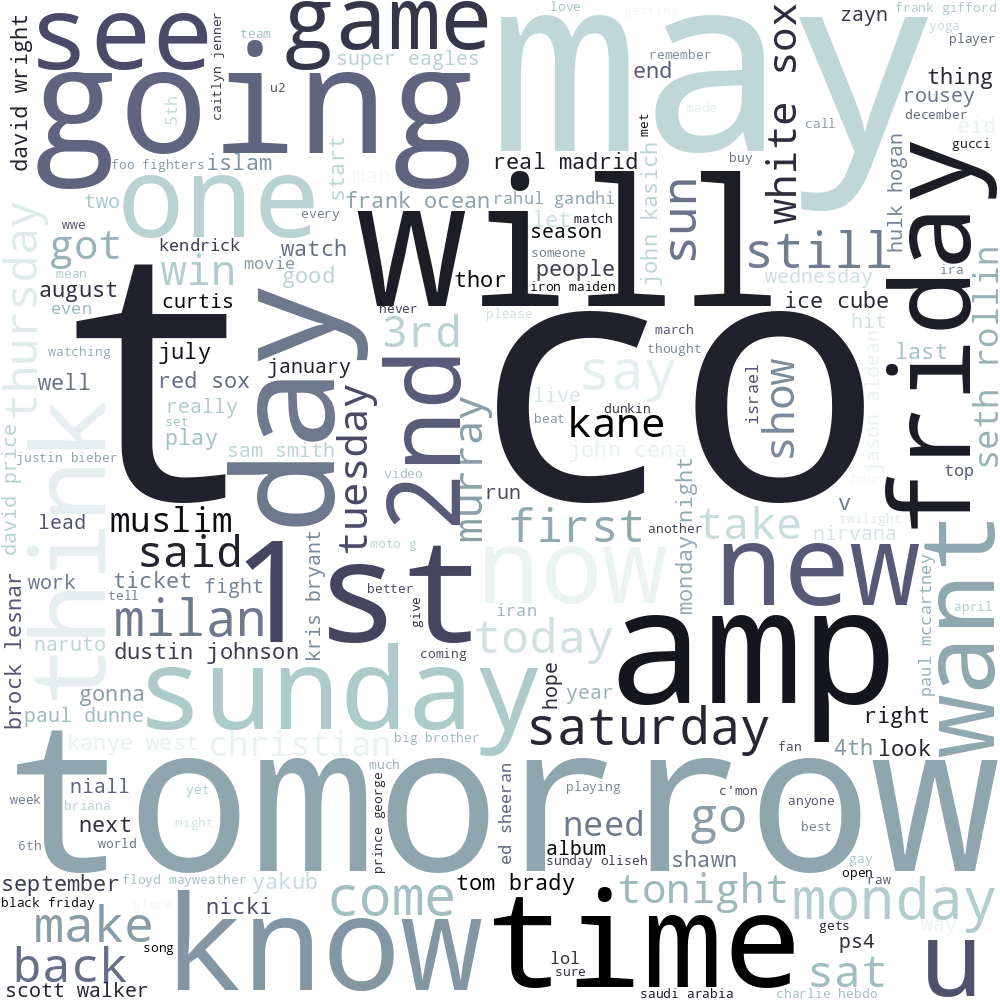 see
game
may
david wright
caitlyn jenner
team
love
getting
frank gifford
zayn
yoga
player
super eagles
remember
white sox
going
u2
end
thing
rousey
december
5th
made
met
call
eid
gucci
foo fighters
islam
start
man
real madrid
buy
hulk hogan
friday
two
one
frank ocean
rahul gandhi
john kasich
sun
every
let
match
season
will
thursday
wwe
got
kendrick
watch
someone
still
mean
win
movie
good
thor
people
wednesday
ira
seth rollin
august
even
curtis
day
never
iron maiden
ice cube
please
t
co
3rd
march
hit
watching
july
january
thought
last
jason aldean
well
red sox
2nd
say
show
israel
think
really
set
play
tuesday
murray
live
beat
dunkin
kane
justin bieber
sam smith
john cena
david price
video
top
hour
run
monday night
v
lead
muslim
first
another
take
twilight
nirvana
want
said
1st
moto g
now
new
work
ticket
fight
kris bryant
better
give
iran
tell
milan
amp
april
paul mccartney
brock lesnar
naruto
dustin johnson
coming
today
hope
gonna
sunday
year
paul dunne
saturday
right
kanye west
christian
big brother
fan
4th
look
tomorrow
much
prince george
ed sheeran
week
niall
yet
playing
c'mon
anyone
briana
next
might
need
go
best
6th
world
album
sunday oliseh
shawn
gay
open
raw
september
floyd mayweather
yakub
come
tom brady
tonight
monday
black friday
place
nicki
know
time
make
song
gets
way
back
lol
sure
ps4
u
sat
scott walker
saudi arabia
charlie hebdo